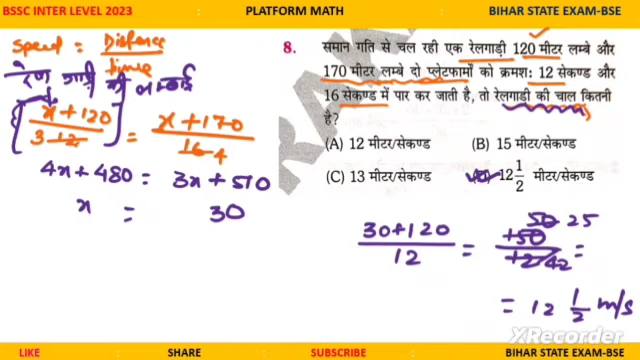 BSSC INTER LEVEL 2023
PLATFORM MATH
BIHAR STATE EXAM-BSE
Speed = Distance
time
x+120
3 12
=
x+170
16 4
4x+480 = 3x+510
x = 30
8. समान गति से चल रही एक रेलगाड़ी 120 मीटर लम्बे और
170 मीटर लम्बे दो प्लेटफार्मों को क्रमश: 12 सेकण्ड और
16 सेकण्ड में पार कर जाती है, तो रेलगाड़ी की चाल कितनी
है?
(A) 12 मीटर/सेकण्ड
(B) 15 मीटर/सेकण्ड
(C) 13 मीटर/सेकण्ड
12 1/2 मीटर/सेकण्ड
30+120
12
=
50 25
=
= 12 1/2 m/s
XRecorder
LIKE
SHARE
SUBSCRIBE
BIHAR STATE EXAM-BSE